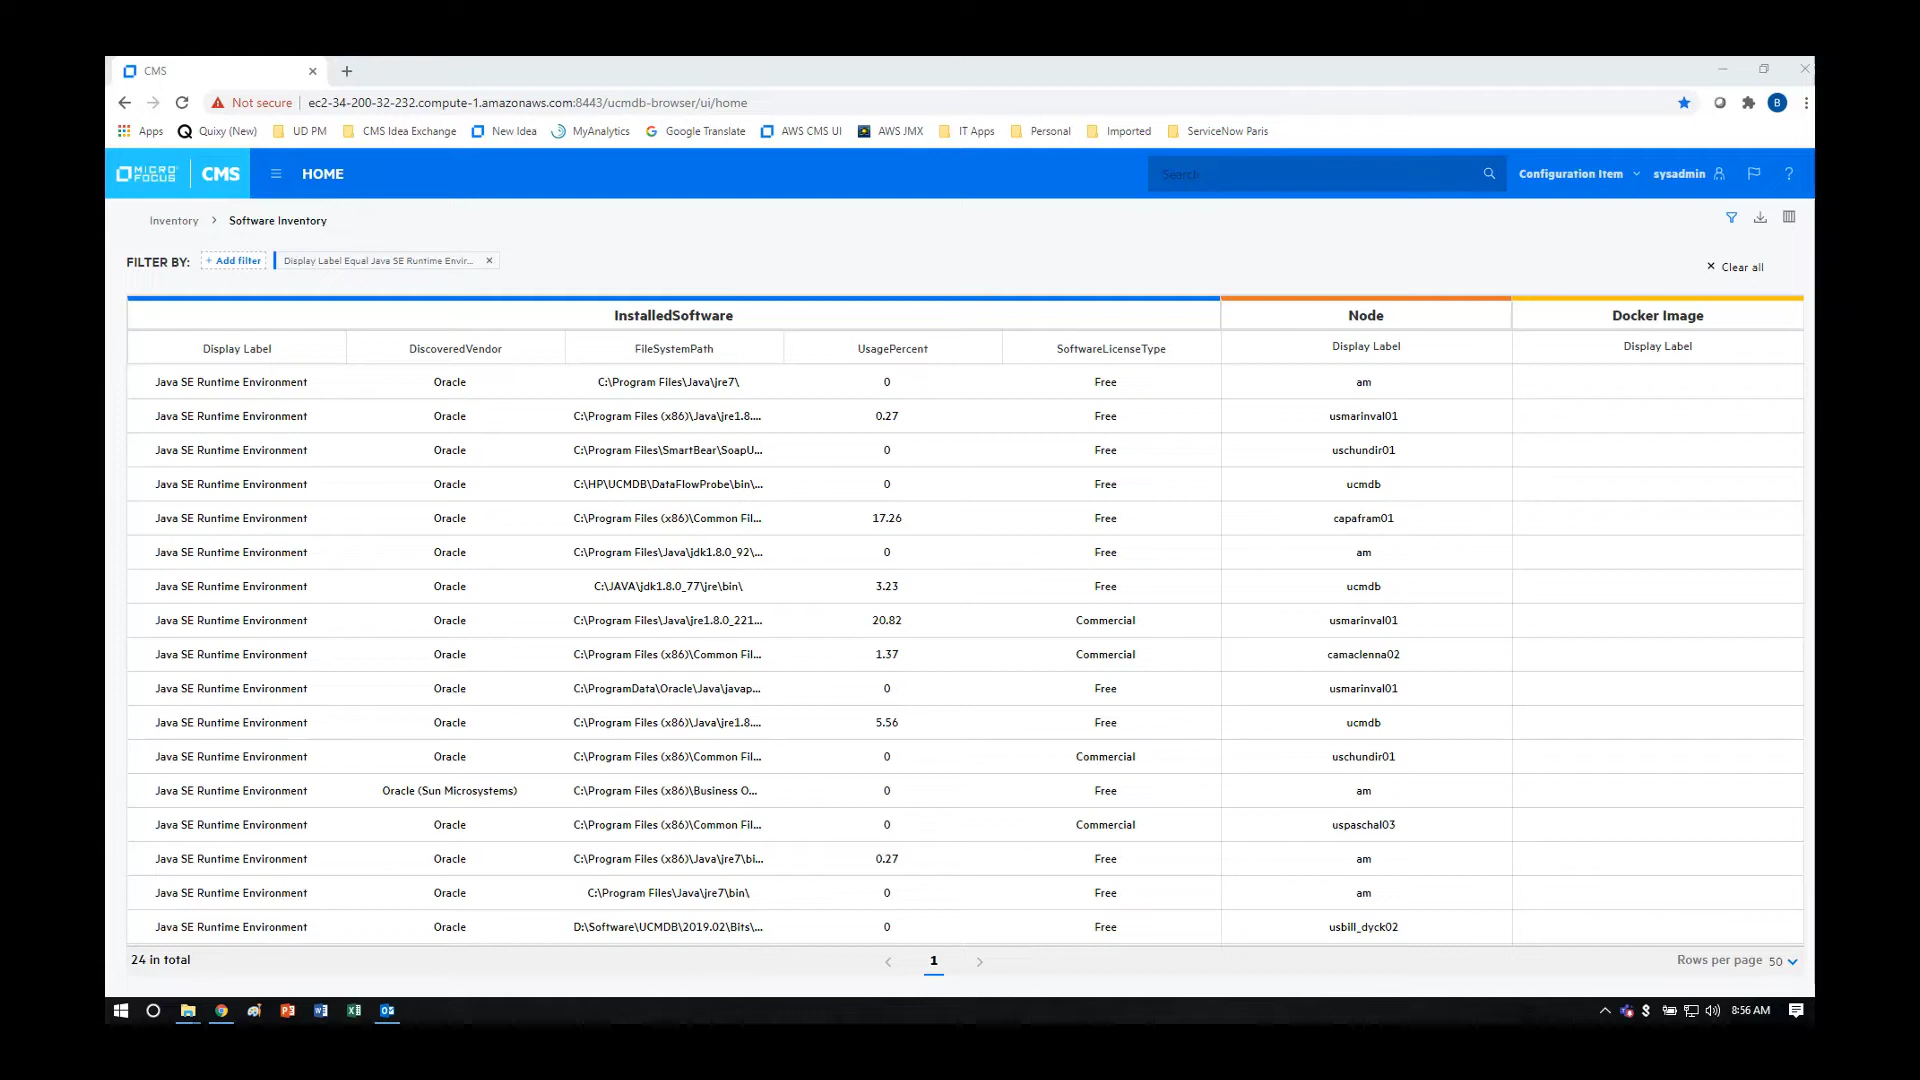 CMS
Not secure ec2-34-200-32-232.compute-1.amazonaws.com:8443/ucmdb-browser/ui/home B
Apps Quixy (New) UD PM CMS Idea Exchange New Idea MyAnalytics Google Translate AWS CMS UI AWS JMX IT Apps Personal Imported ServiceNow Paris
MICRO FOCUS CMS HOME Search Configuration Item sysadmin ?
Inventory > Software Inventory
FILTER BY: + Add filter Display Label Equal Java SE Runtime Envir... × × Clear all
InstalledSoftware Node Docker Image
Display Label DiscoveredVendor FileSystemPath UsagePercent SoftwareLicenseType Display Label Display Label
Java SE Runtime Environment Oracle C:\Program Files\Java\jre7\ 0 Free am
Java SE Runtime Environment Oracle C:\Program Files (x86)\Java\jre1.8.... 0.27 Free usmarinval01
Java SE Runtime Environment Oracle C:\Program Files\SmartBear\SoapU... 0 Free uschundir01
Java SE Runtime Environment Oracle C:\HP\UCMDB\DataFlowProbe\bin\... 0 Free ucmdb
Java SE Runtime Environment Oracle C:\Program Files (x86)\Common Fil... 17.26 Free capafram01
Java SE Runtime Environment Oracle C:\Program Files\Java\jdk1.8.0_92\... 0 Free am
Java SE Runtime Environment Oracle C:\JAVA\jdk1.8.0_77\jre\bin\ 3.23 Free ucmdb
Java SE Runtime Environment Oracle C:\Program Files\Java\jre1.8.0_221... 20.82 Commercial usmarinval01
Java SE Runtime Environment Oracle C:\Program Files (x86)\Common Fil... 1.37 Commercial camaclenna02
Java SE Runtime Environment Oracle C:\ProgramData\Oracle\Java\javap... 0 Free usmarinval01
Java SE Runtime Environment Oracle C:\Program Files (x86)\Java\jre1.8.... 5.56 Free ucmdb
Java SE Runtime Environment Oracle C:\Program Files (x86)\Common Fil... 0 Commercial uschundir01
Java SE Runtime Environment Oracle (Sun Microsystems) C:\Program Files (x86)\Business O... 0 Free am
Java SE Runtime Environment Oracle C:\Program Files (x86)\Common Fil... 0 Commercial uspaschal03
Java SE Runtime Environment Oracle C:\Program Files (x86)\Java\jre7\bi... 0.27 Free am
Java SE Runtime Environment Oracle C:\Program Files\Java\jre7\bin\ 0 Free am
Java SE Runtime Environment Oracle D:\Software\UCMDB\2019.02\Bits\... 0 Free usbill_dyck02
24 in total < 1 > Rows per page 50
8:56 AM